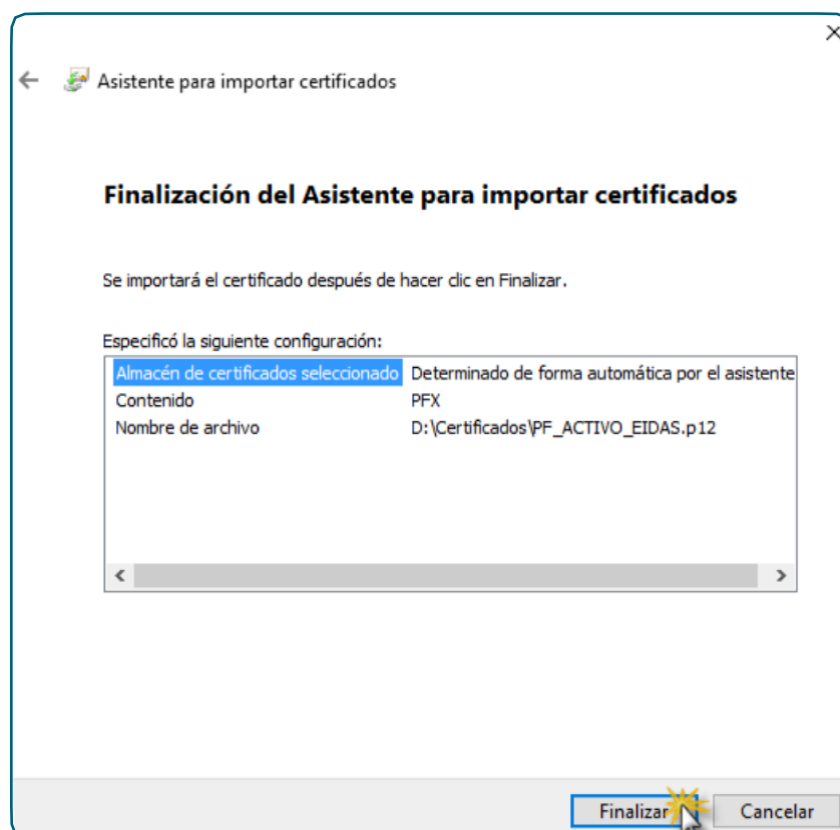 Asistente para importar certificados
Finalización del Asistente para importar certificados
Se importará el certificado después de hacer clic en Finalizar.
Especificó la siguiente configuración:
Almacén de certificados seleccionado Determinado de forma automática por el asistente
Contenido PFX
Nombre de archivo D:\Certificados\PF_ACTIVO_EIDAS.p12
Finalizar Cancelar